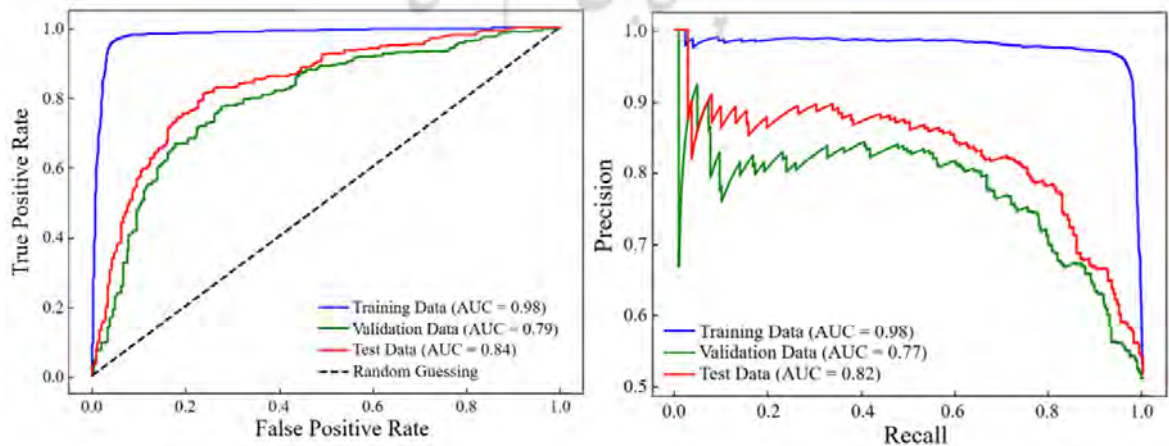 1.0
0.8
0.6
0.4
0.2
0.0
True Positive Rate
0.0 0.2 0.4 0.6 0.8 1.0
False Positive Rate
Training Data (AUC = 0.98)
Validation Data (AUC = 0.79)
Test Data (AUC = 0.84)
Random Guessing
1.0
0.9
0.8
0.7
0.6
0.5
Precision
0.0 0.2 0.4 0.6 0.8 1.0
Recall
Training Data (AUC = 0.98)
Validation Data (AUC = 0.77)
Test Data (AUC = 0.82)